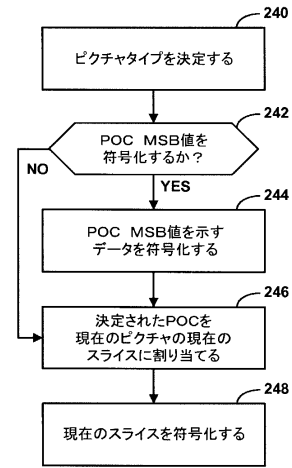 240
ピクチャタイプを決定する
242
POC MSB値を
符号化するか？
NO
YES
244
POC MSB値を示す
データを符号化する
246
決定されたPOCを
現在のピクチャの現在の
スライスに割り当てる
248
現在のスライスを符号化する